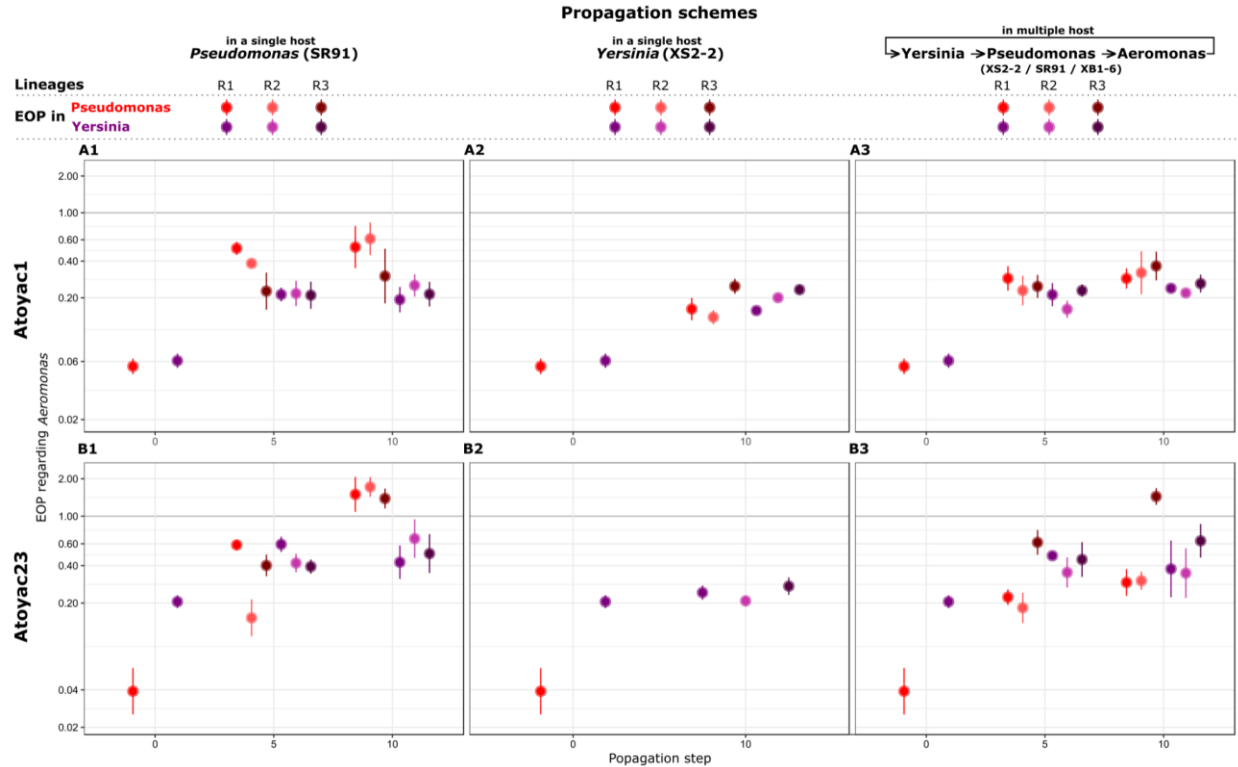 Propagation schemes
in a single host
Pseudomonas (SR91)
in a single host
Yersinia (XS2-2)
in multiple host
→Yersinia →Pseudomonas →Aeromonas
(XS2-2 / SR91 / XB1-6)
Lineages R1 R2 R3 R1 R2 R3 R1 R2 R3
EOP in Pseudomonas
Yersinia
A1 A2 A3
Atoyac1
2.00
1.00
0.60
0.40
0.20
0.06
0.02
0 5 10 0 10 0 5 10
EOP regarding Aeromonas
B1 B2 B3
Atoyac23
2.00
1.00
0.60
0.40
0.20
0.04
0.02
0 5 10 0 10 0 5 10
Popagation step